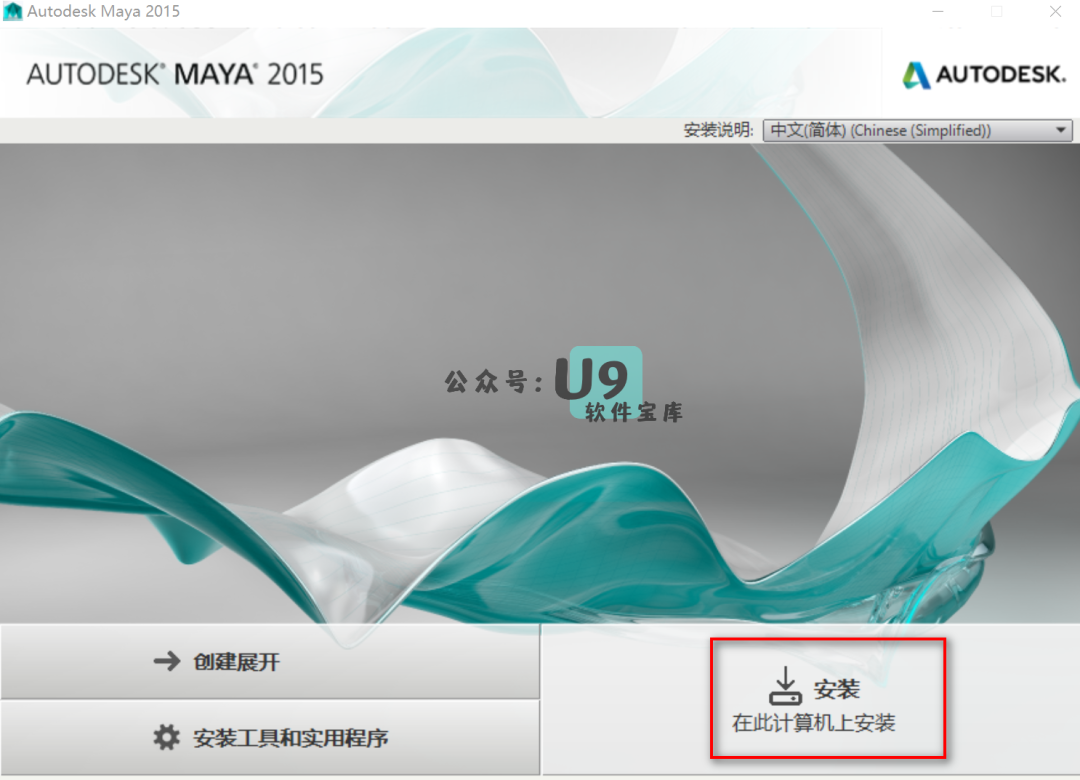 Autodesk Maya 2015
AUTODESK® MAYA® 2015
AUTODESK.
安装说明: 中文(简体) (Chinese (Simplified))
公众号: U9
软件宝库
创建展开
安装
在此计算机上安装
安装工具和实用程序